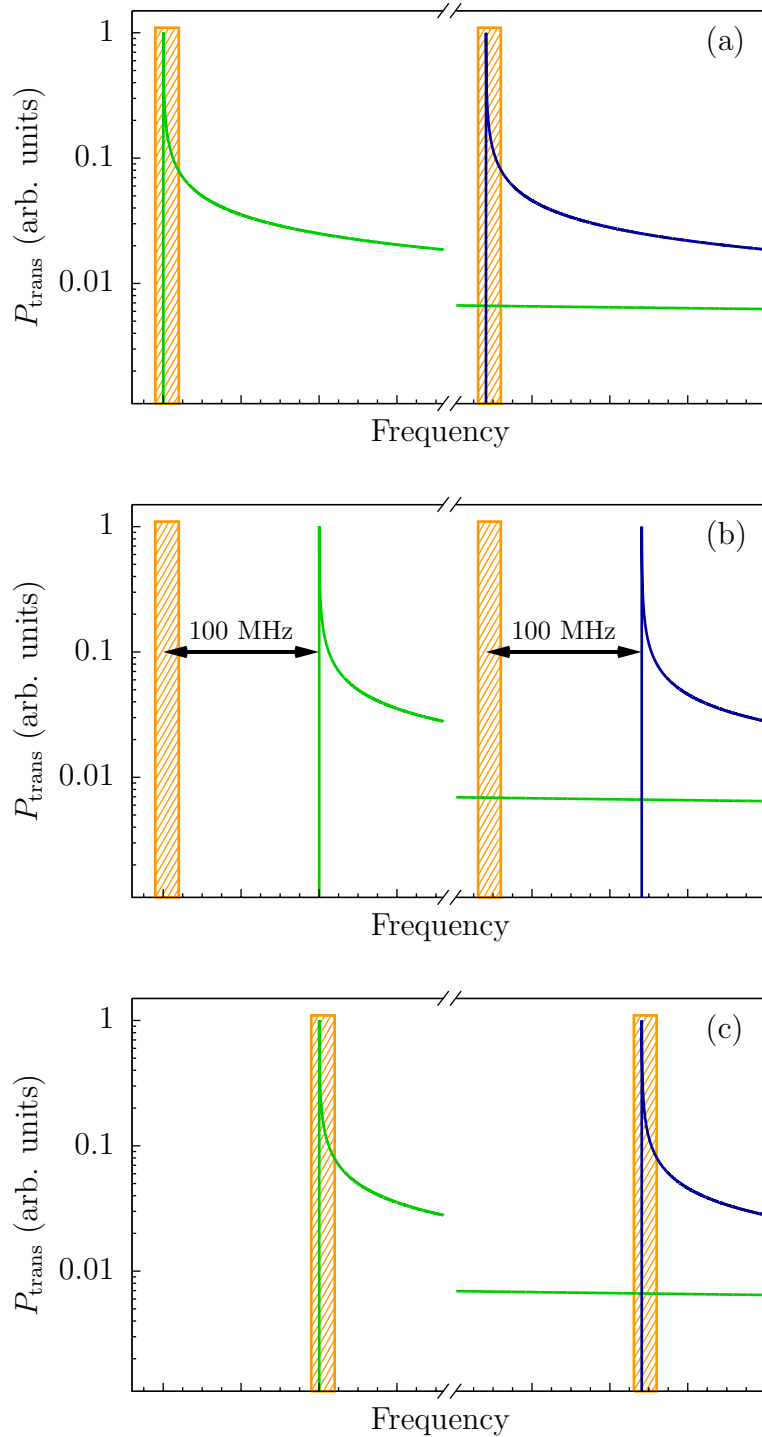 (a)
1
0.1
0.01
P_trans (arb. units)
Frequency
(b)
1
100 MHz 100 MHz
0.1
0.01
P_trans (arb. units)
Frequency
(c)
1
0.1
0.01
P_trans (arb. units)
Frequency